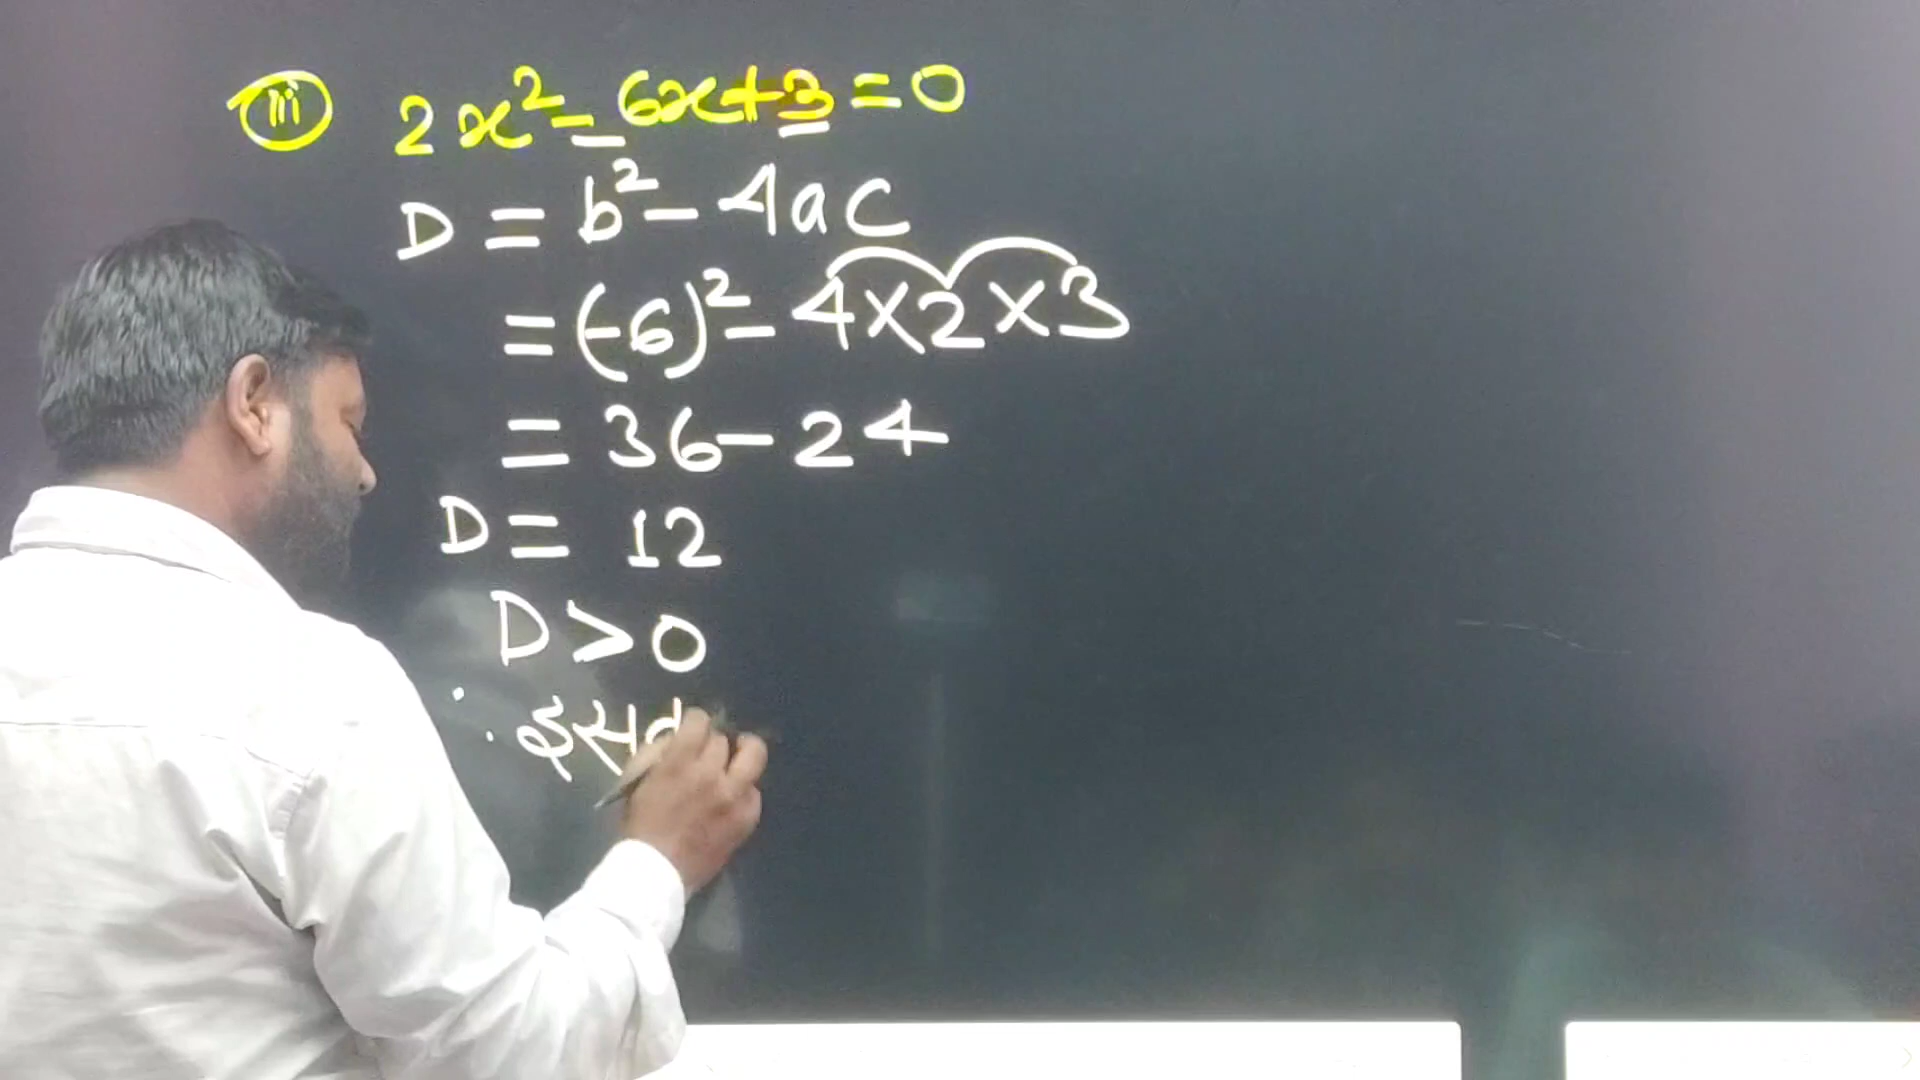 (iii) 2x² - 6x + 3 = 0
D = b² - 4ac
= (-6)² - 4×2×3
= 36 - 24
D = 12
D > 0